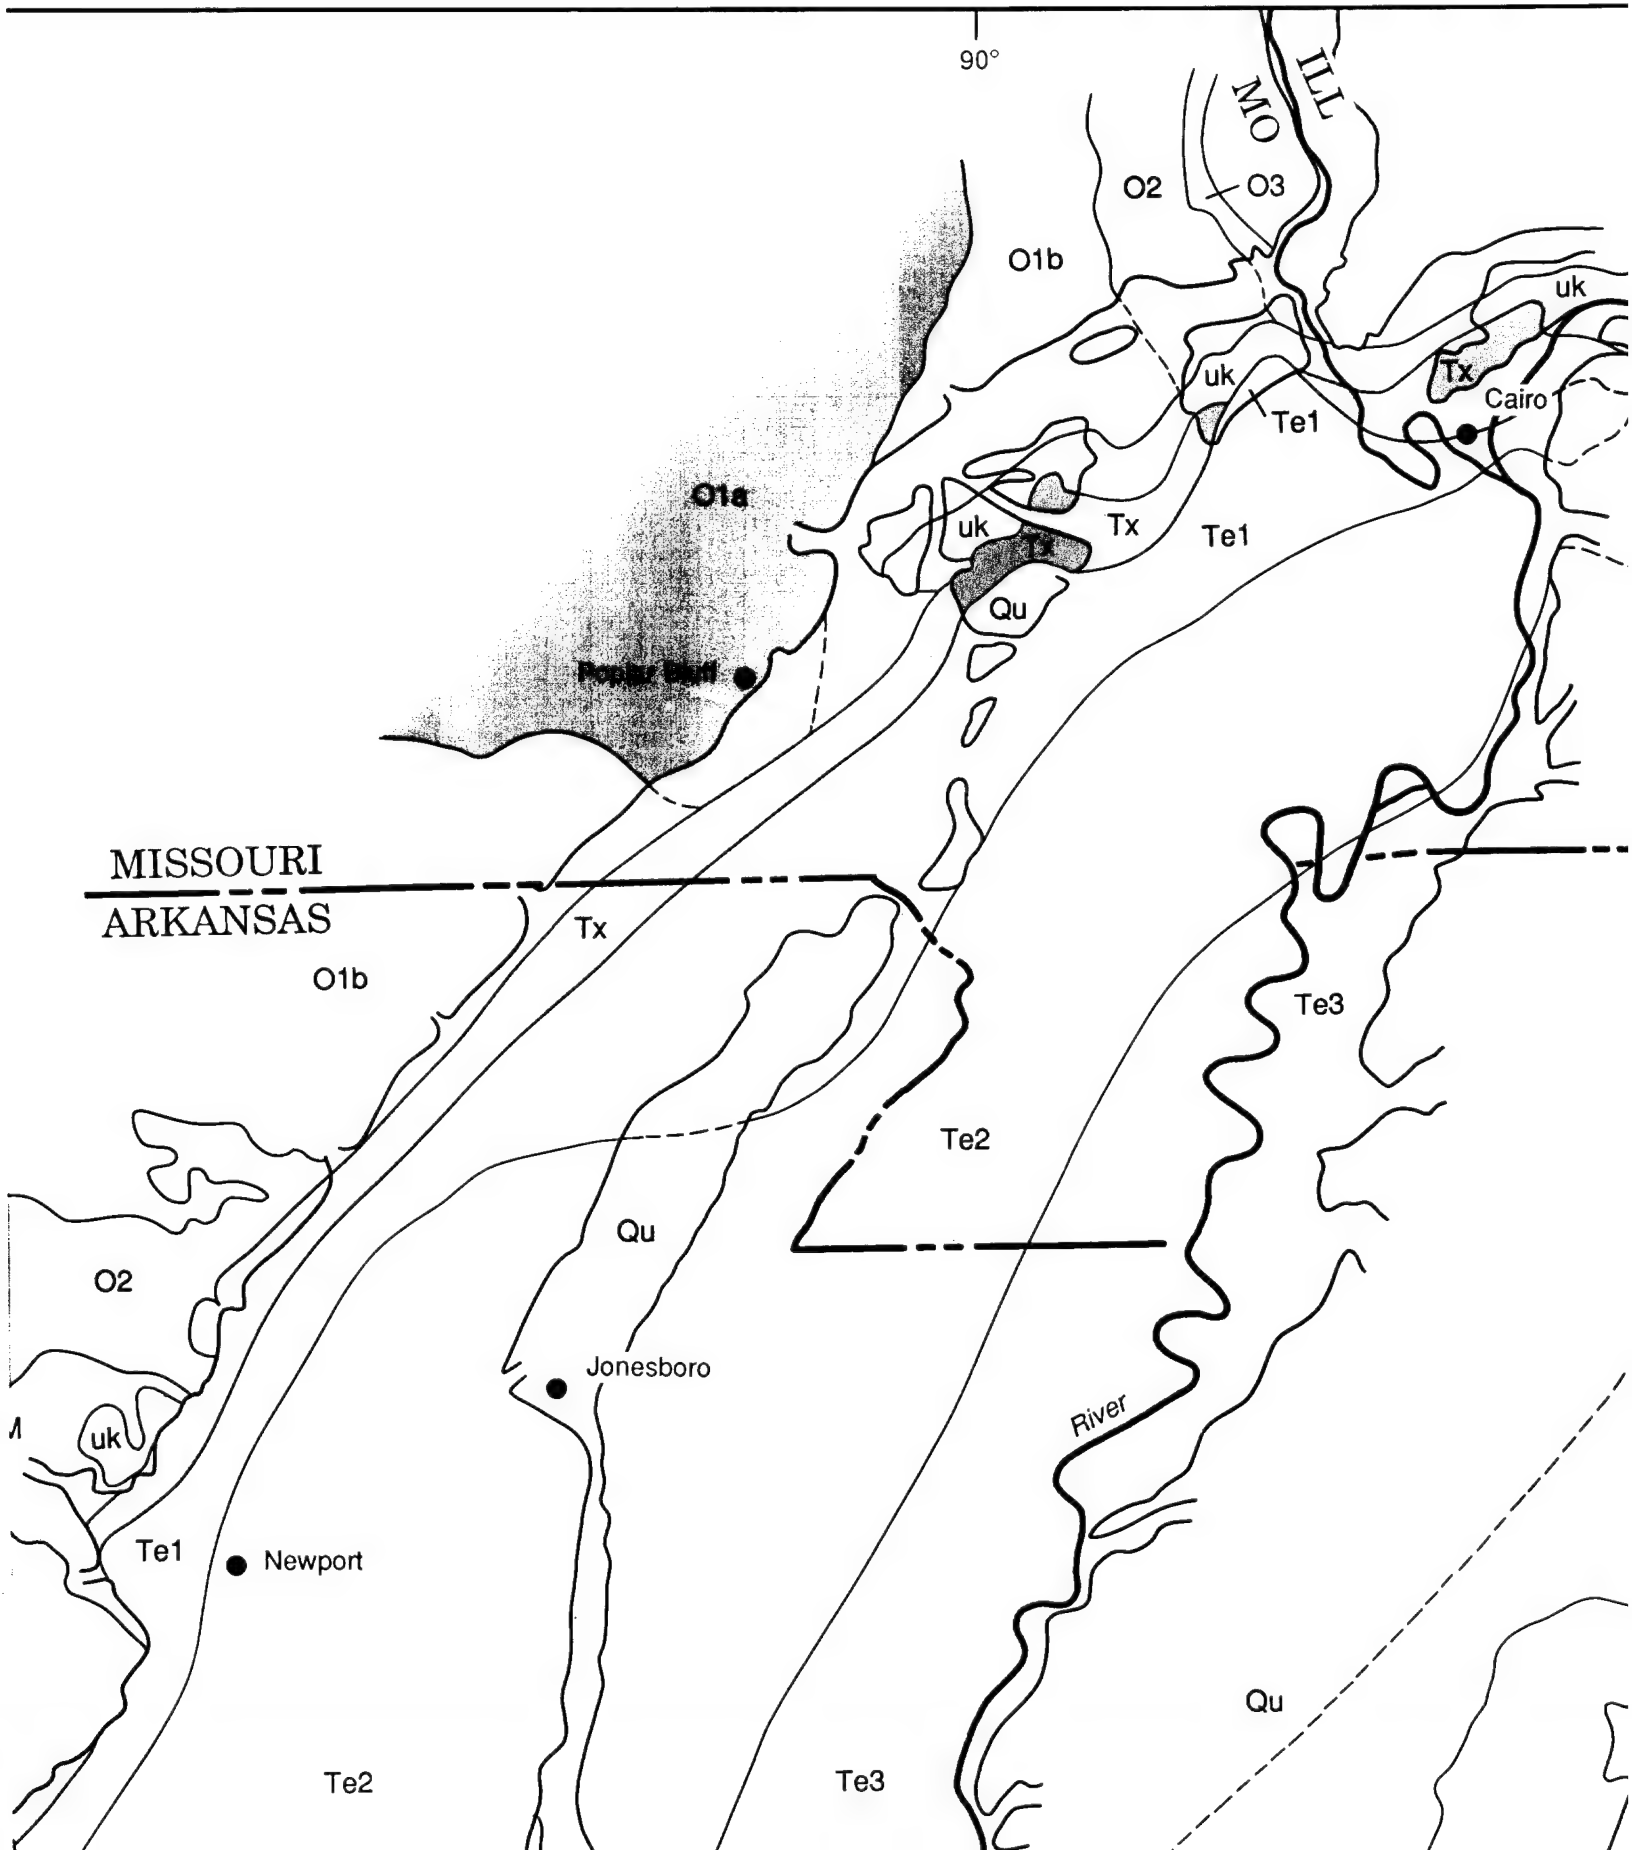 90°
MO
ILL
O2
O3
O1b
uk
Tx
uk
Cairo
Te1
O1a
uk
Tx
Te1
Tx
Qu
Poplar Bluff
MISSOURI
ARKANSAS
Tx
O1b
Te3
Te2
Qu
O2
Jonesboro
River
uk
Te1
Newport
Qu
Te2
Te3